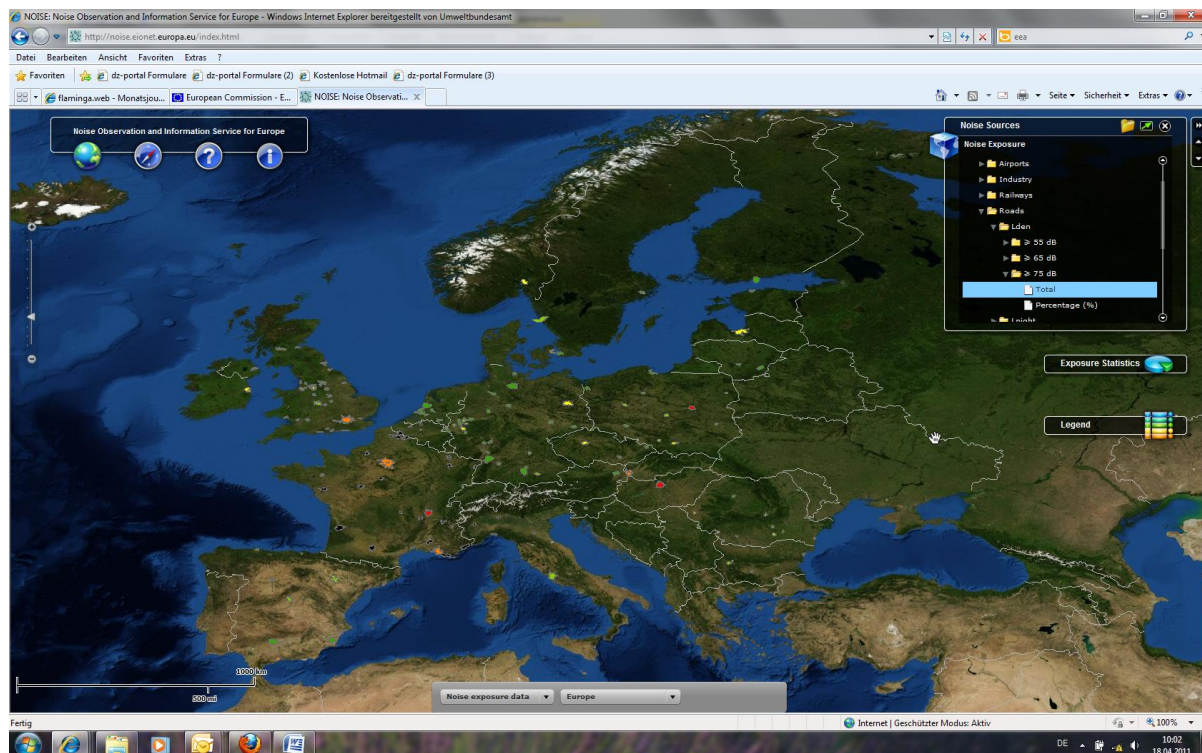 NOISE: Noise Observation and Information Service for Europe - Windows Internet Explorer bereitgestellt von Umweltbundesamt
http://noise.eionet.europa.eu/index.html
eea
Datei Bearbeiten Ansicht Favoriten Extras ?
Favoriten dz-portal Formulare dz-portal Formulare (2) Kostenlose Hotmail dz-portal Formulare (3)
flaminga.web - Monatsjou... European Commission - E... NOISE: Noise Observati... X
Seite Sicherheit Extras
Noise Observation and Information Service for Europe
Noise Sources
Noise Exposure
Airports
Industry
Railways
Roads
Lden
≥ 55 dB
≥ 65 dB
≥ 75 dB
Total
Percentage (%)
Lnight
Exposure Statistics
Legend
1000 km
500 mi
Noise exposure data Europe
Fertig
Internet | Geschützter Modus: Aktiv
100%
DE
10:02
18.04.2011